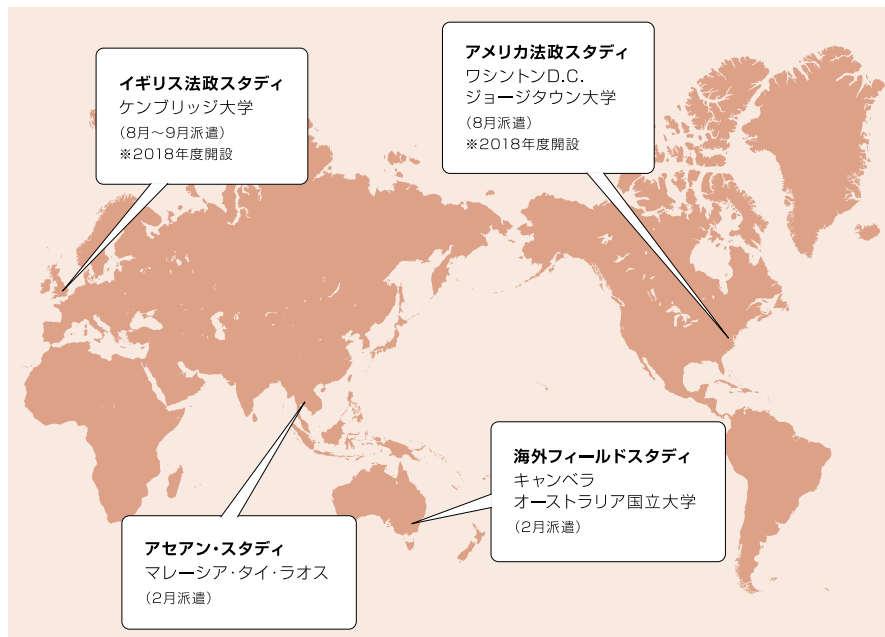 イギリス法政スタディ
ケンブリッジ大学
（8月～9月派遣）
※2018年度開設
アメリカ法政スタディ
ワシントンD.C.
ジョージタウン大学
（8月派遣）
※2018年度開設
海外フィールドスタディ
キャンベラ
オーストラリア国立大学
（2月派遣）
アセアン・スタディ
マレーシア・タイ・ラオス
（2月派遣）